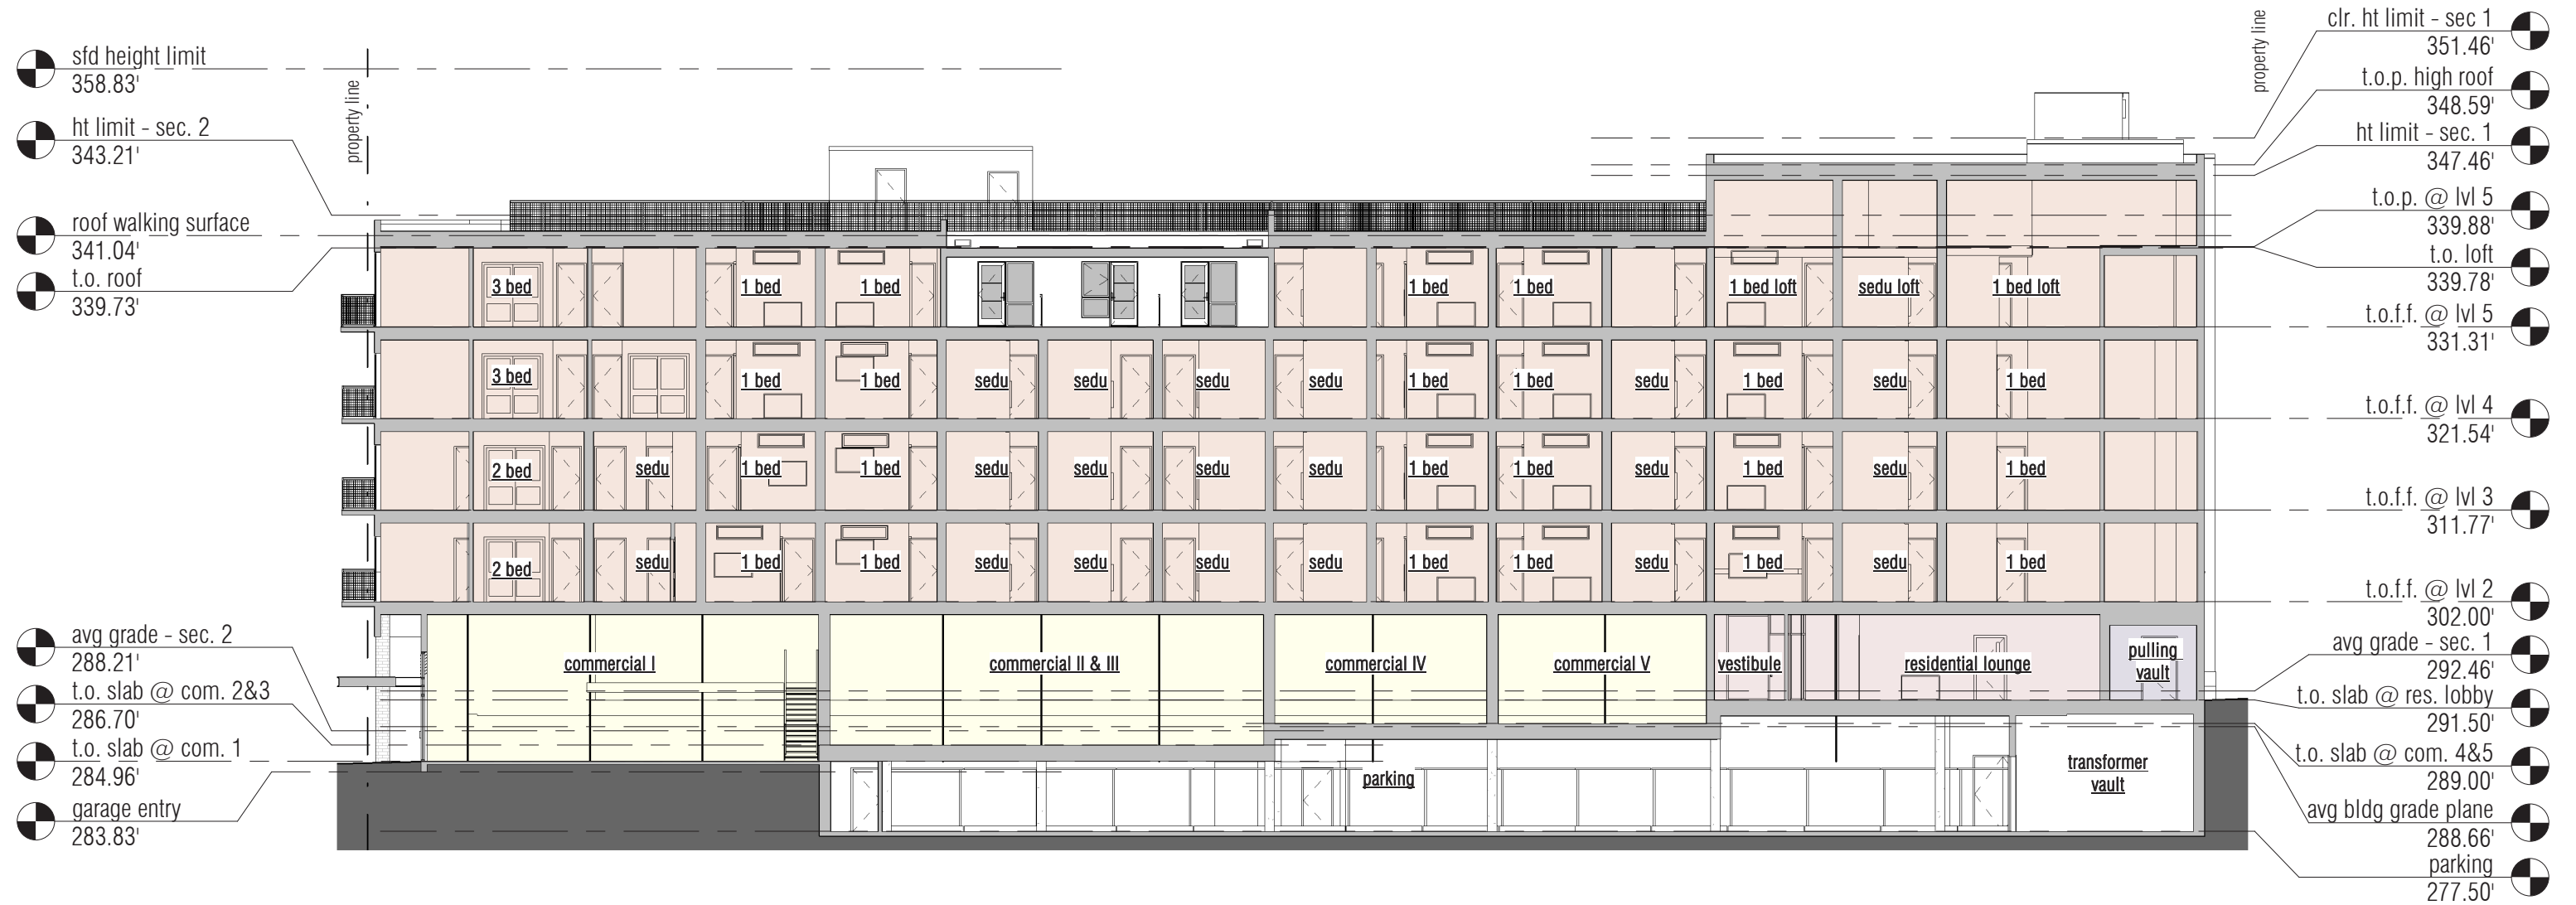 sfd height limit
358.83'
property line
ht limit - sec. 2
343.21'
roof walking surface
341.04'
t.o. roof
339.73'
avg grade - sec. 2
288.21'
t.o. slab @ com. 2&3
286.70'
t.o. slab @ com. 1
284.96'
garage entry
283.83'
3 bed 1 bed 1 bed 1 bed 1 bed 1 bed loft sedu loft 1 bed loft
3 bed 1 bed 1 bed sedu sedu sedu sedu 1 bed 1 bed sedu 1 bed sedu 1 bed
2 bed sedu 1 bed 1 bed sedu sedu sedu sedu 1 bed 1 bed sedu 1 bed sedu 1 bed
2 bed sedu 1 bed 1 bed sedu sedu sedu sedu 1 bed 1 bed sedu 1 bed sedu 1 bed
commercial I commercial II & III commercial IV commercial V vestibule residential lounge
pulling
vault
parking
transformer
vault
property line
clr. ht limit - sec 1
351.46'
t.o.p. high roof
348.59'
ht limit - sec. 1
347.46'
t.o.p. @ lvl 5
339.88'
t.o. loft
339.78'
t.o.f.f. @ lvl 5
331.31'
t.o.f.f. @ lvl 4
321.54'
t.o.f.f. @ lvl 3
311.77'
t.o.f.f. @ lvl 2
302.00'
avg grade - sec. 1
292.46'
t.o. slab @ res. lobby
291.50'
t.o. slab @ com. 4&5
289.00'
avg bldg grade plane
288.66'
parking
277.50'